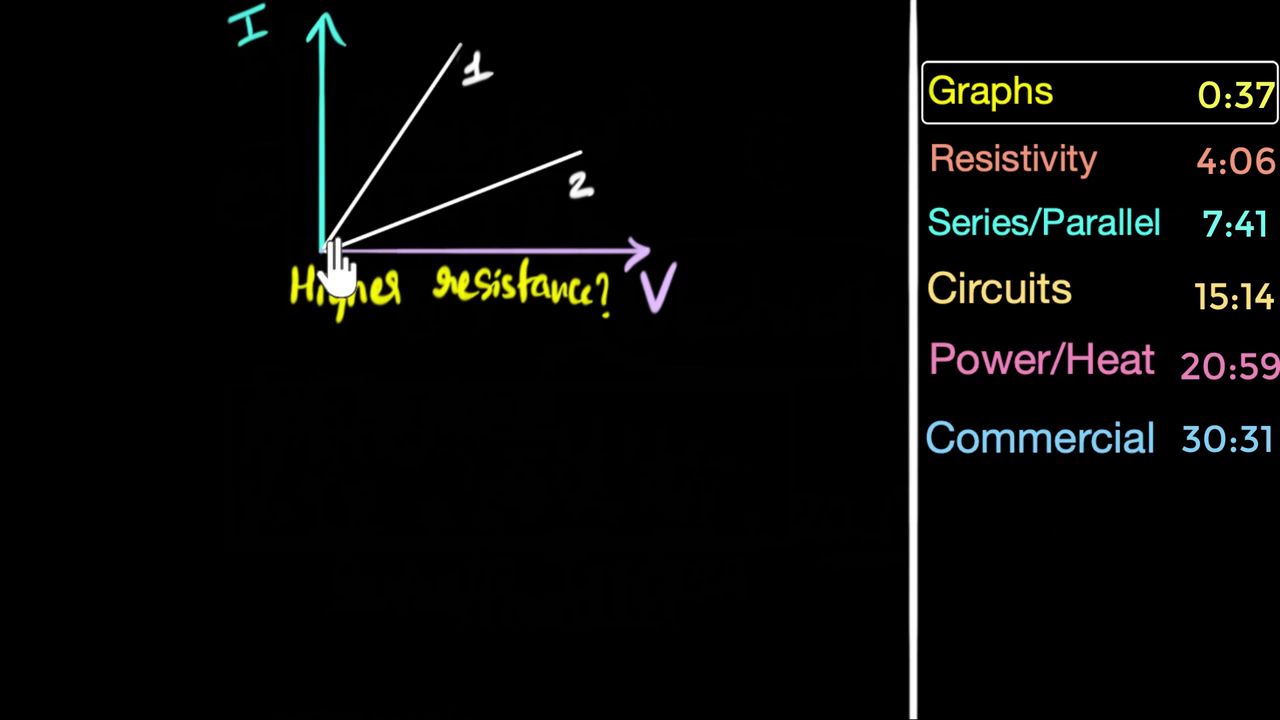 I
1
2
Higher resistance?
V
Graphs 0:37
Resistivity 4:06
Series/Parallel 7:41
Circuits 15:14
Power/Heat 20:59
Commercial 30:31